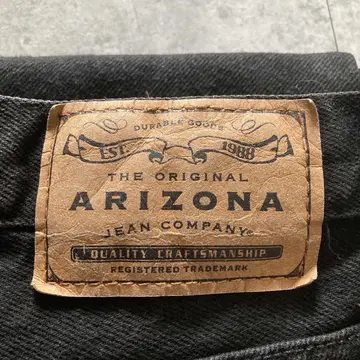 DURABLE GOODS
EST. 1988
THE ORIGINAL
ARIZONA
JEAN COMPANY®
QUALITY CRAFTSMANSHIP
REGISTERED TRADEMARK